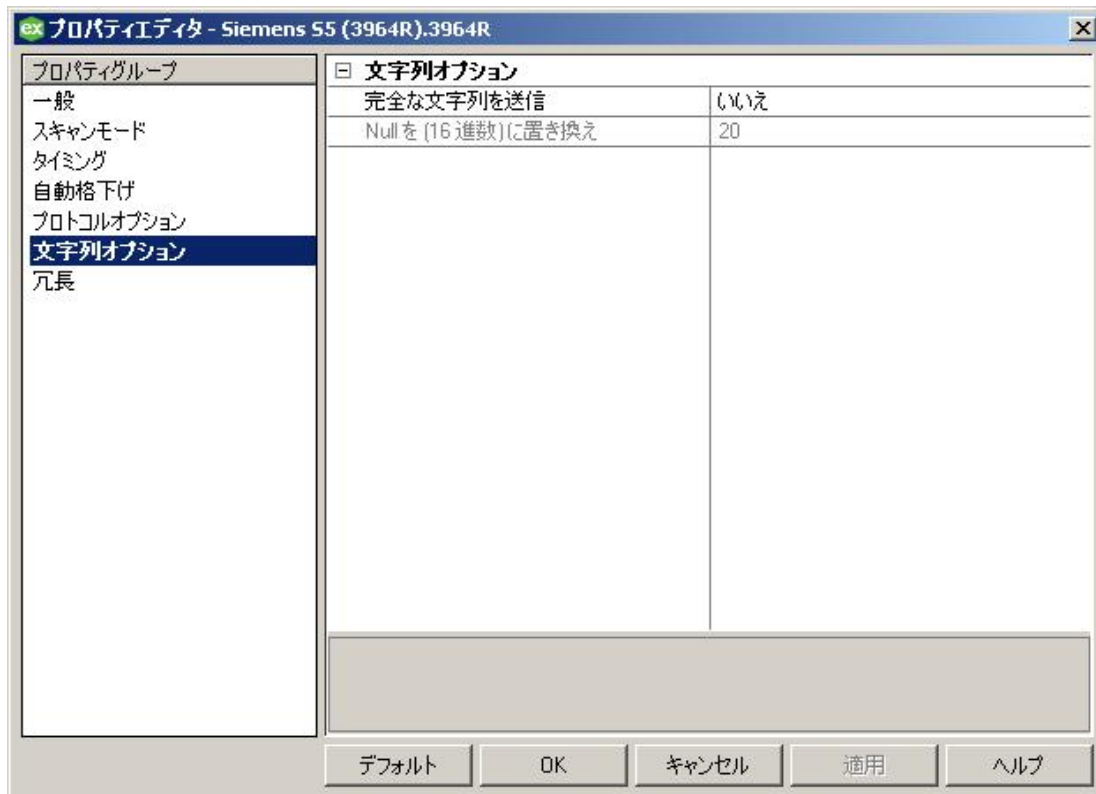 ex プロパティエディタ - Siemens S5 (3964R).3964R
プロパティグループ
一般
スキャンモード
タイミング
自動格下げ
プロトコルオプション
文字列オプション
冗長
文字列オプション
完全な文字列を送信 いいえ
Nullを (16 進数)に置き換え 20
デフォルト OK キャンセル 適用 ヘルプ